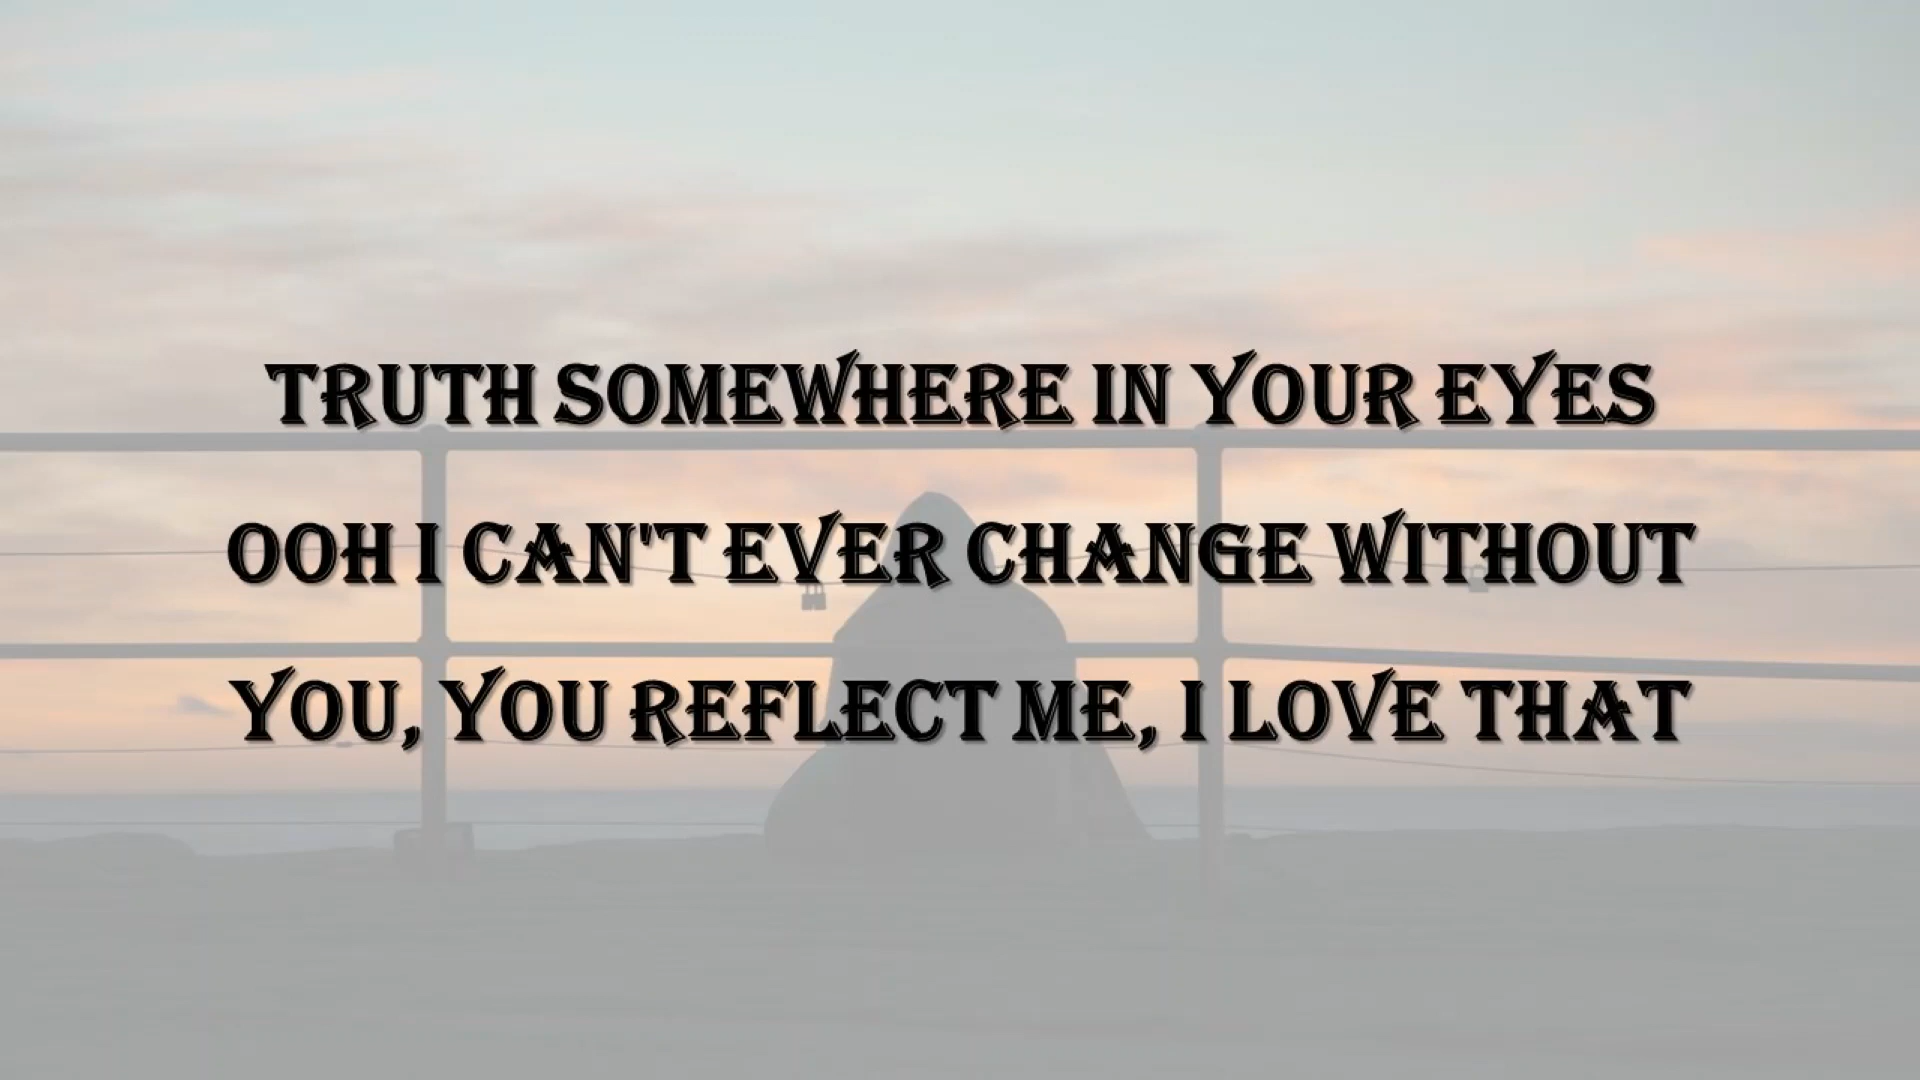 TRUTH SOMEWHERE IN YOUR EYES
OOH I CAN'T EVER CHANGE WITHOUT
YOU, YOU REFLECT ME, I LOVE THAT